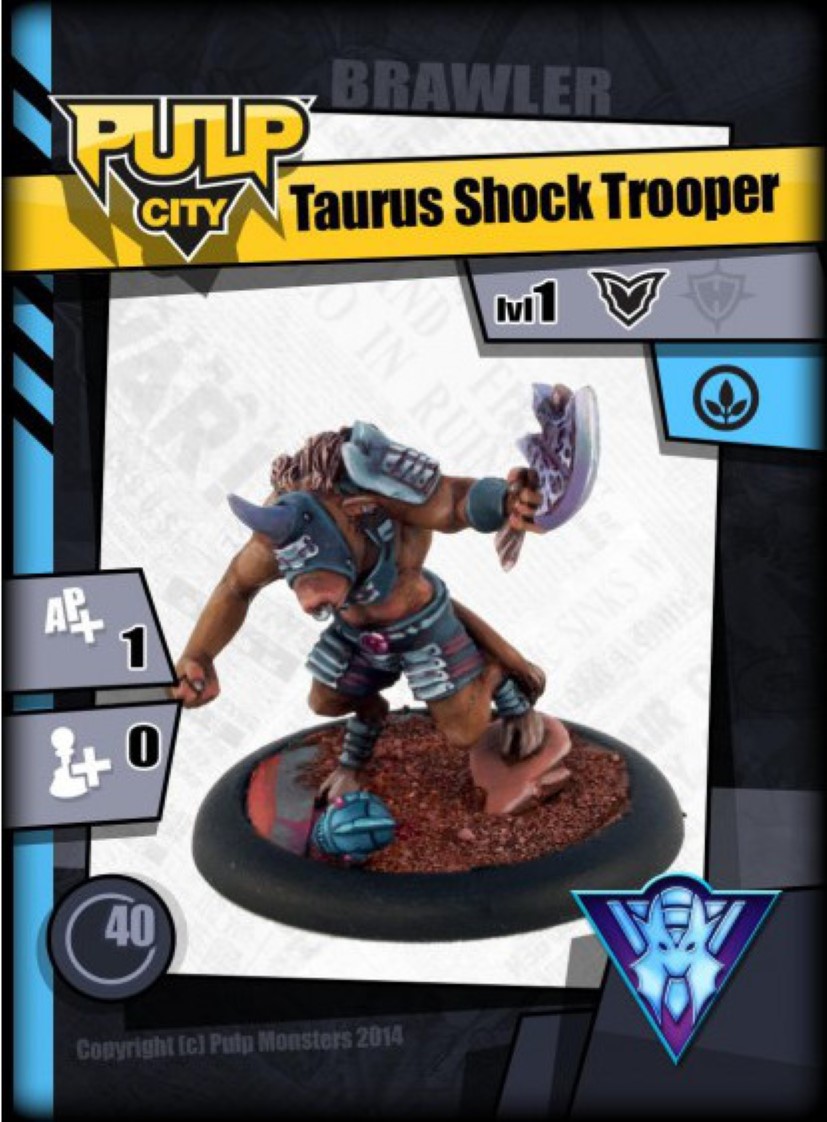 BRAWLER
PULP
CITY
Taurus Shock Trooper
lvl1
AP+
1
0
40
Copyright (c) Pulp Monsters 2014